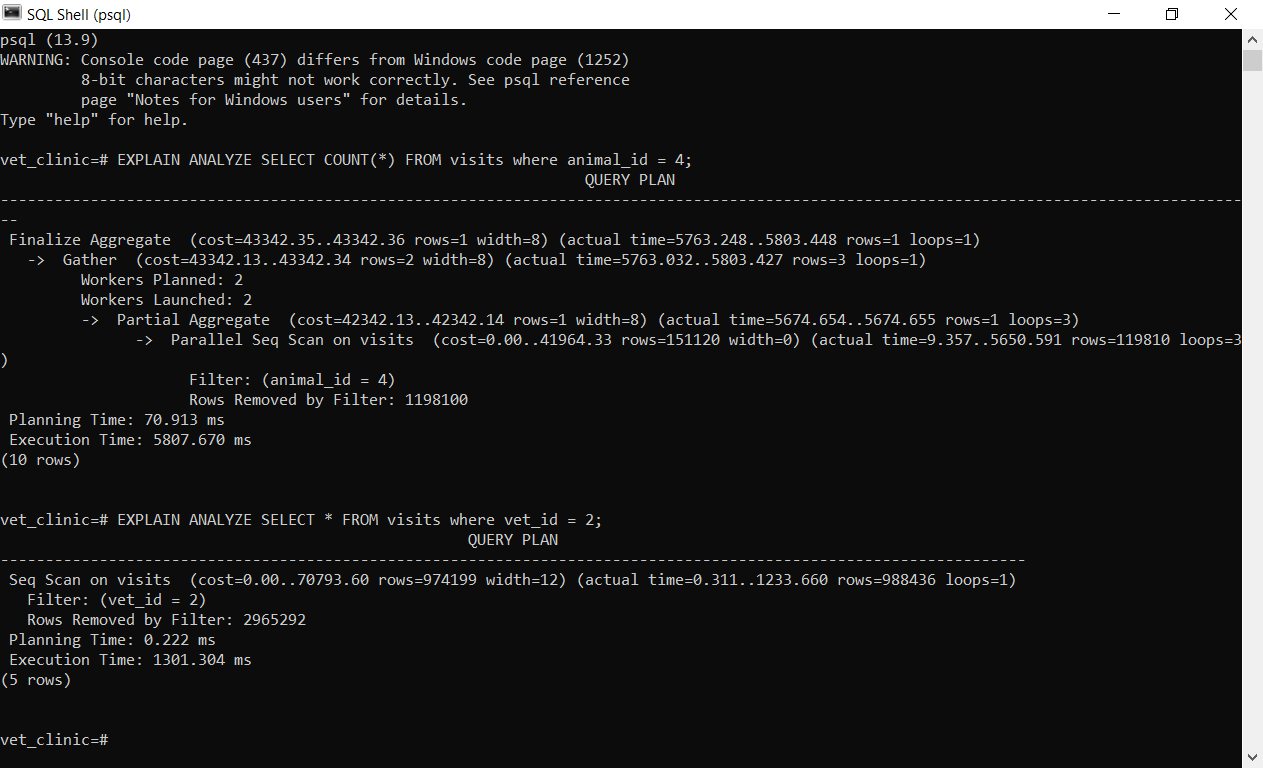 SQL Shell (psql)
psql (13.9)
WARNING: Console code page (437) differs from Windows code page (1252)
         8-bit characters might not work correctly. See psql reference
         page "Notes for Windows users" for details.
Type "help" for help.

vet_clinic=# EXPLAIN ANALYZE SELECT COUNT(*) FROM visits where animal_id = 4;
                                                                 QUERY PLAN
------------------------------------------------------------------------------------------------------------------------------------------
--
 Finalize Aggregate  (cost=43342.35..43342.36 rows=1 width=8) (actual time=5763.248..5803.448 rows=1 loops=1)
   ->  Gather  (cost=43342.13..43342.34 rows=2 width=8) (actual time=5763.032..5803.427 rows=3 loops=1)
         Workers Planned: 2
         Workers Launched: 2
         ->  Partial Aggregate  (cost=42342.13..42342.14 rows=1 width=8) (actual time=5674.654..5674.655 rows=1 loops=3)
               ->  Parallel Seq Scan on visits  (cost=0.00..41964.33 rows=151120 width=0) (actual time=9.357..5650.591 rows=119810 loops=3
)
                     Filter: (animal_id = 4)
                     Rows Removed by Filter: 1198100
 Planning Time: 70.913 ms
 Execution Time: 5807.670 ms
(10 rows)

vet_clinic=# EXPLAIN ANALYZE SELECT * FROM visits where vet_id = 2;
                                                    QUERY PLAN
------------------------------------------------------------------------------------------------------------------
 Seq Scan on visits  (cost=0.00..70793.60 rows=974199 width=12) (actual time=0.311..1233.660 rows=988436 loops=1)
   Filter: (vet_id = 2)
   Rows Removed by Filter: 2965292
 Planning Time: 0.222 ms
 Execution Time: 1301.304 ms
(5 rows)

vet_clinic=#